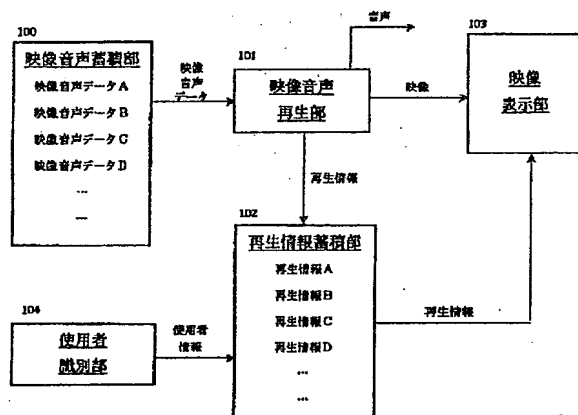 100
映像音声蓄積部
映像音声データA
映像音声データB
映像音声データC
映像音声データD
...
...
映像
音声
データ
101
映像音声
再生部
音声
映像
103
映像
表示部
再生情報
102
再生情報蓄積部
再生情報A
再生情報B
再生情報C
再生情報D
...
...
再生情報
104
使用者
識別部
使用者
情報